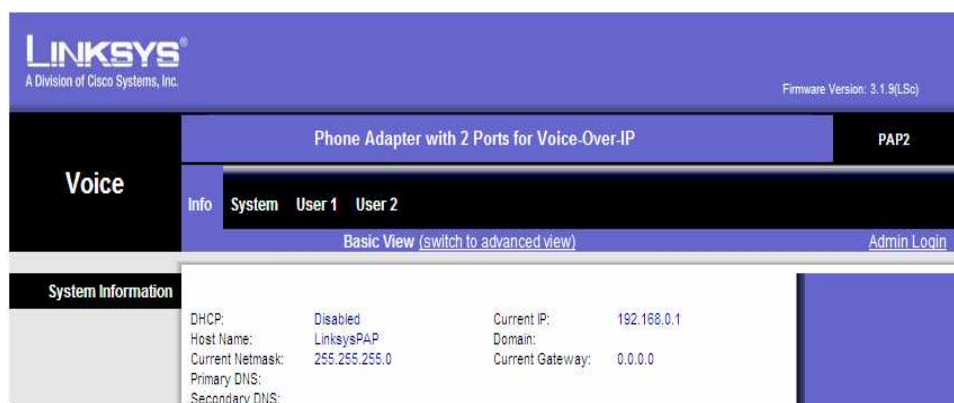 LINKSYS®
A Division of Cisco Systems, Inc.
Firmware Version: 3.1.9(LSc)
Phone Adapter with 2 Ports for Voice-Over-IP
PAP2
Voice
Info System User 1 User 2
Basic View (switch to advanced view) Admin Login
System Information
DHCP: Disabled Current IP: 192.168.0.1
Host Name: LinksysPAP Domain:
Current Netmask: 255.255.255.0 Current Gateway: 0.0.0.0
Primary DNS:
Secondary DNS: